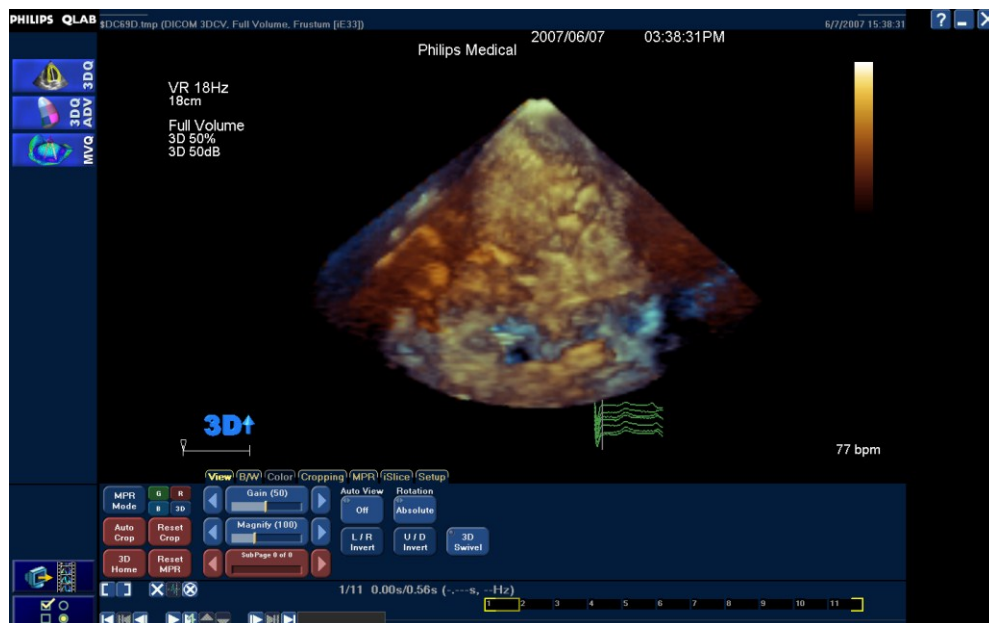 PHILIPS QLAB
$DC69D.tmp (DICOM 3DCV, Full Volume, Frustum [iE33])
6/7/2007 15:38:31
?
2007/06/07 03:38:31PM
Philips Medical
3DQ
3DQ ADV
MVQ
VR 18Hz
18cm
Full Volume
3D 50%
3D 50dB
3D
77 bpm
View B/W Color Cropping MPR iSlice Setup
MPR Mode
G R
B 3D
Gain (50)
Auto View
Off
Rotation
Absolute
Auto Crop
Reset Crop
Magnify (100)
L / R Invert
U / D Invert
3D Swivel
3D Home
Reset MPR
SubPage 0 of 0
1/11 0.00s/0.56s (-.---s, --Hz)
1 2 3 4 5 6 7 8 9 10 11